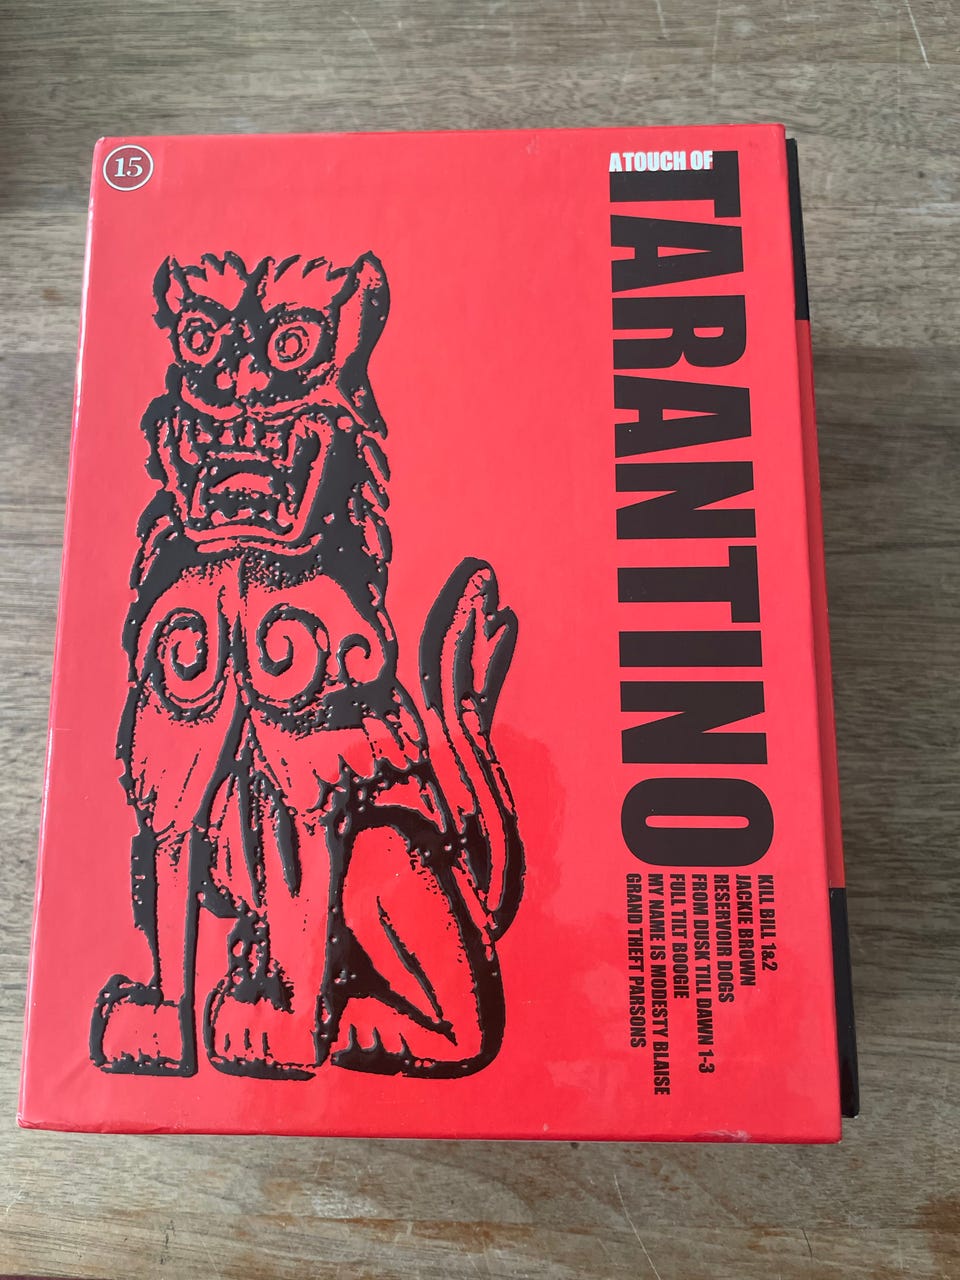 15
A TOUCH OF
TARANTINO
KILL BILL 1&2
JACKIE BROWN
RESERVOIR DOGS
FROM DUSK TILL DAWN 1-3
FULL TILT BOOGIE
MY NAME IS MODESTY BLAISE
GRAND THEFT PARSONS